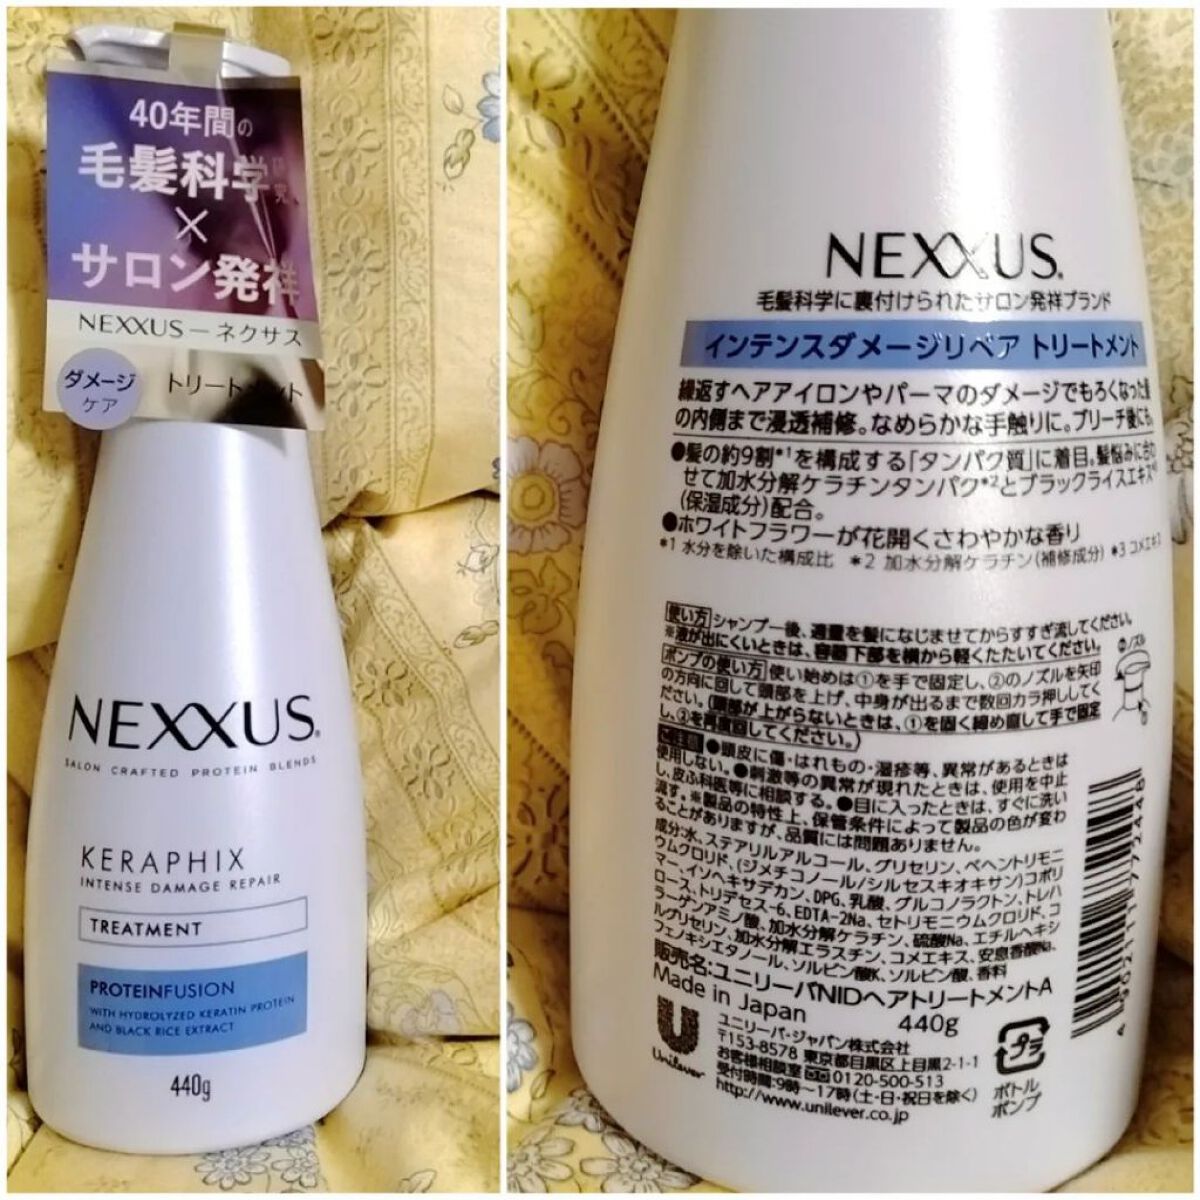 40年間の
毛髪科学研究、
×
サロン発祥
NEXXUS—ネクサス
ダメージ
ケア
トリートメント
NEXXUS.
SALON CRAFTED PROTEIN BLENDS
KERAPHIX
INTENSE DAMAGE REPAIR
TREATMENT
PROTEINFUSION
WITH HYDROLYZED KERATIN PROTEIN
AND BLACK RICE EXTRACT
440g
NEXXUS.
毛髪科学に裏付けられたサロン発祥ブランド
インテンスダメージリペア トリートメント
繰返すヘアアイロンやパーマのダメージでもろくなった髪
の内側まで浸透補修。なめらかな手触りに。ブリーチ後にも。
●髪の約9割*1を構成する「タンパク質」に着目。髪悩みに合わ
せて加水分解ケラチンタンパク*2とブラックライスエキス*3
(保湿成分)配合。
●ホワイトフラワーが花開くさわやかな香り
*1 水分を除いた構成比 *2 加水分解ケラチン(補修成分) *3 コメエキス
使い方 シャンプー後、適量を髪になじませてからすすぎ流してください。
※液が出にくいときは、容器下部を横から軽くたたいてください。
ポンプの使い方 使い始めは①を手で固定し、②のノズルを矢印
の方向に回して頭部を上げ、中身が出るまで数回カラ押ししてく
ださい。(頭部が上がらないときは、①を固く締め直して手で固定
し、②を再度回してください。)
②ノズル
①
ご注意 ●頭皮に傷・はれもの・湿疹等、異常があるときは
使用しない。●刺激等の異常が現れたときは、使用を中止
し、皮ふ科医等に相談する。●目に入ったときは、すぐに洗い
流す。※製品の特性上、保管条件によって製品の色が変わ
ることがありますが、品質には問題ありません。
成分:水、ステアリルアルコール、グリセリン、ベヘントリモニ
ウムクロリド、(ジメチコノール/シルセスキオキサン)コポリ
マー、イソヘキサデカン、DPG、乳酸、グルコノラクトン、トレハ
ロース、トリデセス-6、EDTA-2Na、セトリモニウムクロリド、コ
ラーゲンアミノ酸、加水分解ケラチン、硫酸Na、エチルヘキシ
ルグリセリン、加水分解エラスチン、コメエキス、安息香酸Na、
フェノキシエタノール、ソルビン酸K、ソルビン酸、香料
販売名:ユニリーバNIDヘアトリートメントA
Made in Japan 440g
Unilever
ユニリーバ・ジャパン株式会社
〒153-8578 東京都目黒区上目黒2-1-1
お客様相談室 0120-500-513
受付時間:9時〜17時(土・日・祝日を除く)
http://www.unilever.co.jp
プラ
ボトル
ポンプ
4 902111 752448